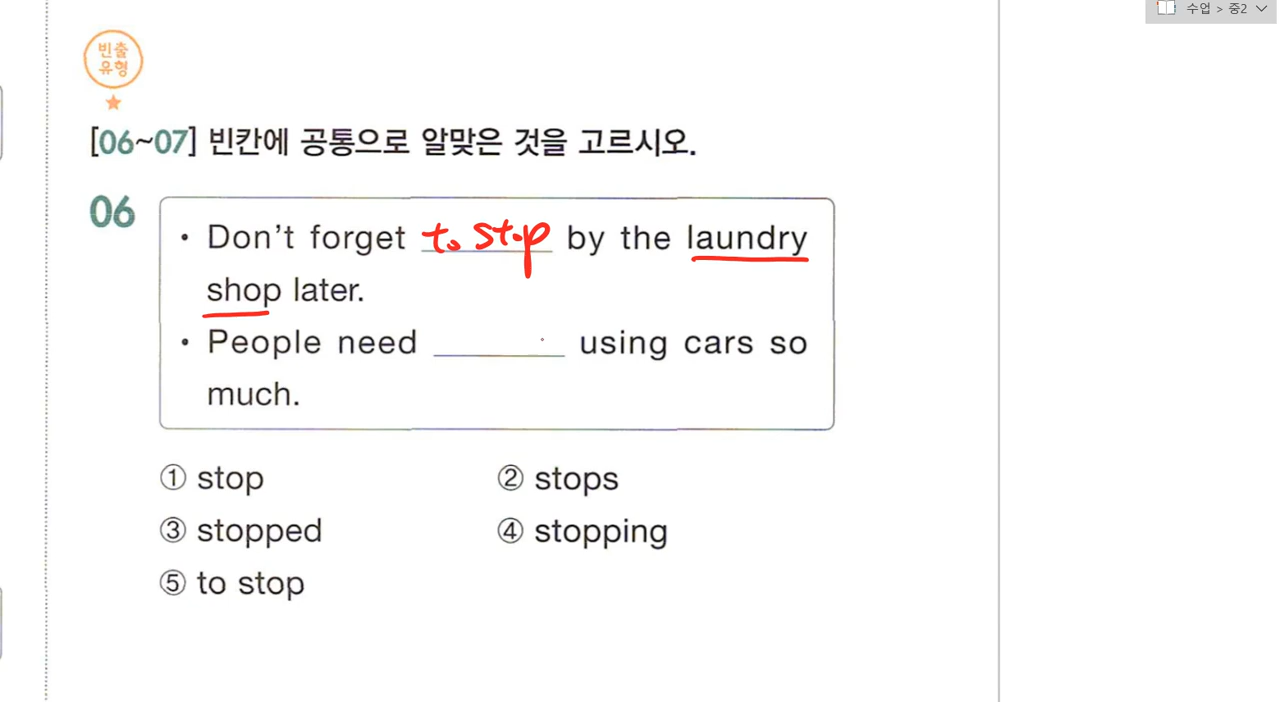 수업 > 중2
빈출
유형
[06~07] 빈칸에 공통으로 알맞은 것을 고르시오.
06
• Don't forget to stop by the laundry
shop later.
• People need ______ using cars so
much.
① stop ② stops
③ stopped ④ stopping
⑤ to stop